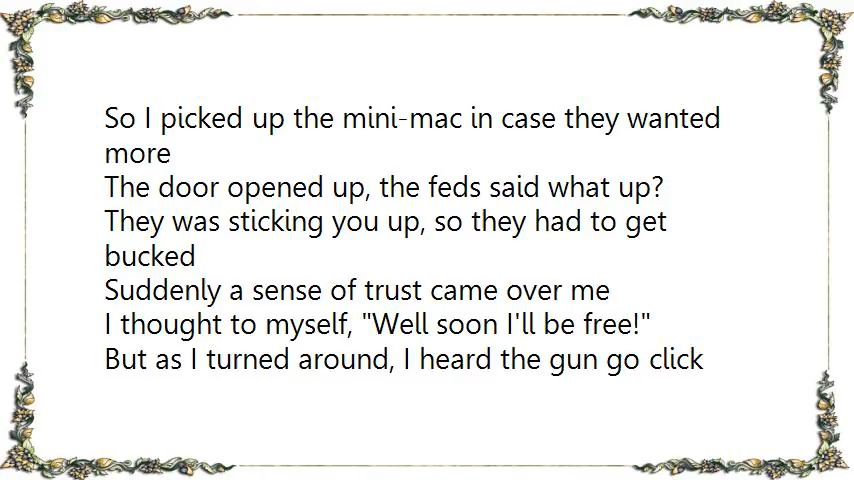 So I picked up the mini-mac in case they wanted
more
The door opened up, the feds said what up?
They was sticking you up, so they had to get
bucked
Suddenly a sense of trust came over me
I thought to myself, "Well soon I'll be free!"
But as I turned around, I heard the gun go click